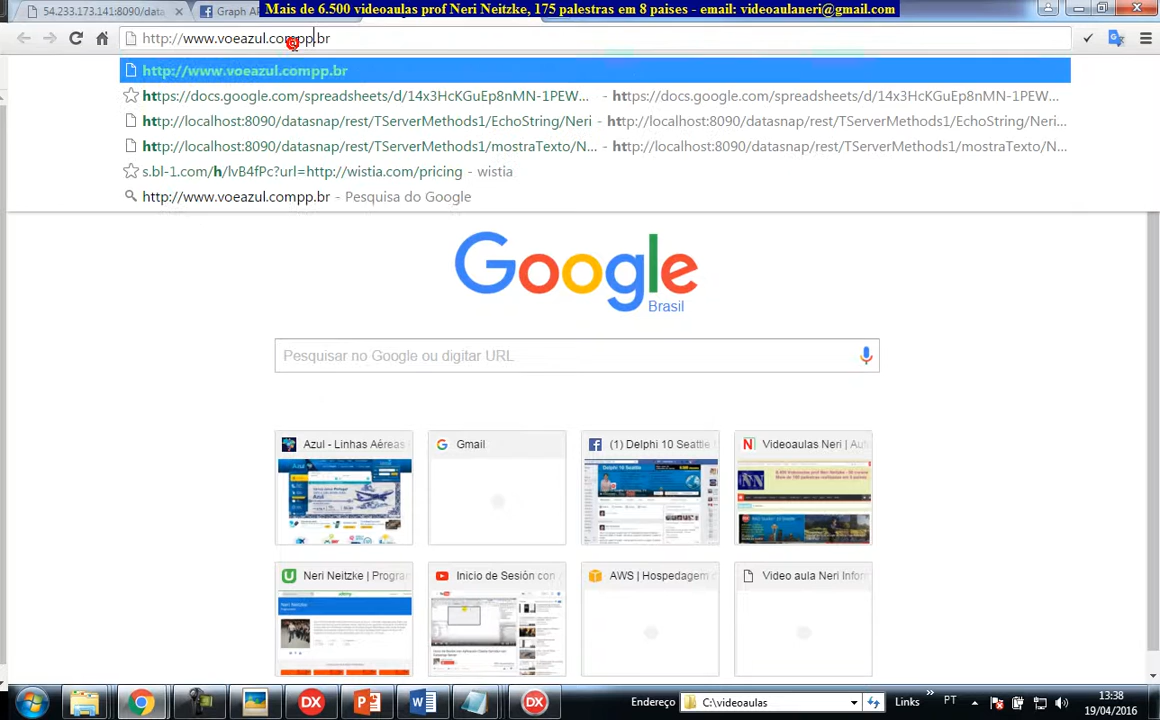 Mais de 6.500 videoaulas prof Neri Neitzke, 175 palestras em 8 paises - email: videoaulaneri@gmail.com
54.233.173.141:8090/data
Graph AP
http://www.voeazul.compp.br
http://www.voeazul.compp.br
https://docs.google.com/spreadsheets/d/14x3HcKGuEp8nMN-1PEW... - https://docs.google.com/spreadsheets/d/14x3HcKGuEp8nMN-1PEW...
http://localhost:8090/datasnap/rest/TServerMethods1/EchoString/Neri - http://localhost:8090/datasnap/rest/TServerMethods1/EchoString/Neri...
http://localhost:8090/datasnap/rest/TServerMethods1/mostraTexto/N... - http://localhost:8090/datasnap/rest/TServerMethods1/mostraTexto/N...
s.bl-1.com/h/lvB4fPc?url=http://wistia.com/pricing - wistia
http://www.voeazul.compp.br - Pesquisa do Google
Google
Brasil
Pesquisar no Google ou digitar URL
Azul - Linhas Aéreas
Gmail
(1) Delphi 10 Seattle
Videoaulas Neri | Aut
Neri Neitzke | Progra
Inicio de Sesión con
AWS | Hospedagem d
Video aula Neri Infor
Endereço
C:\videoaulas
Links
»
PT
13:38
19/04/2016